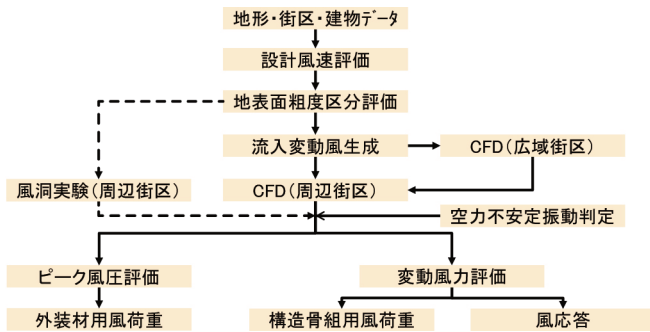 地形・街区・建物データ
設計風速評価
地表面粗度区分評価
流入変動風生成
CFD(広域街区)
風洞実験(周辺街区)
CFD(周辺街区)
空力不安定振動判定
ピーク風圧評価
変動風力評価
外装材用風荷重
構造骨組用風荷重
風応答